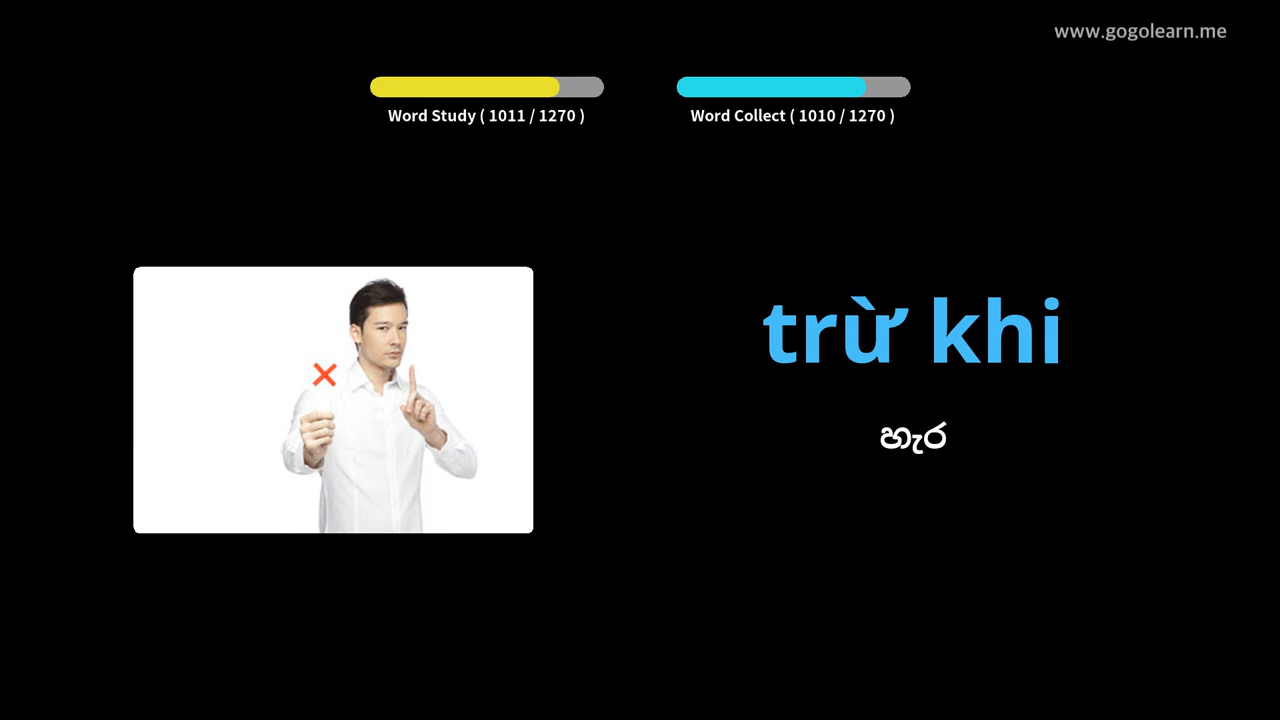 www.gogolearn.me
Word Study ( 1011 / 1270 )
Word Collect ( 1010 / 1270 )
trừ khi
හැර